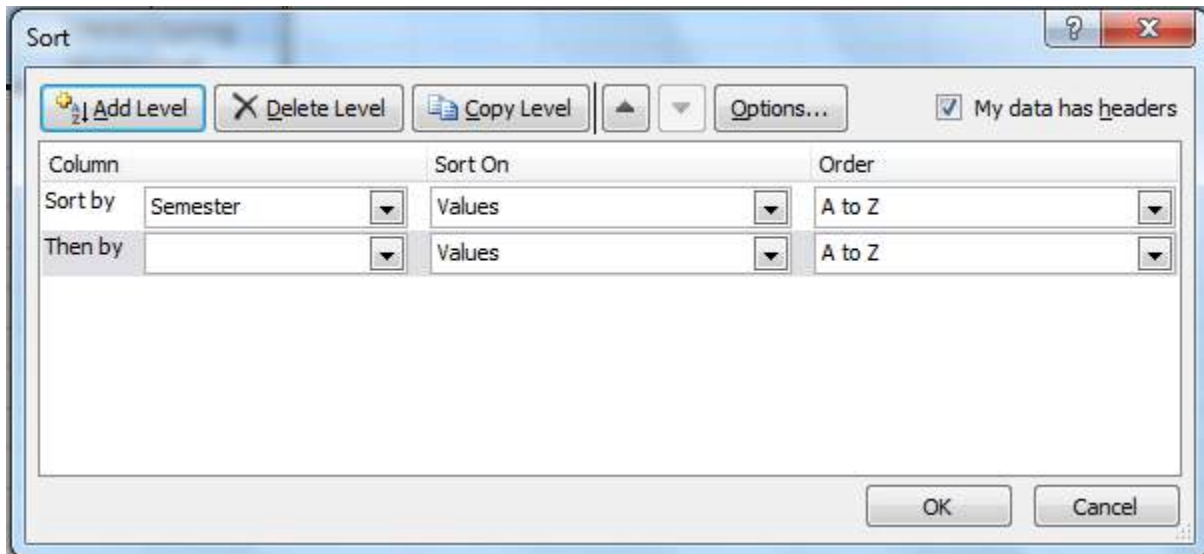 Sort
Add Level Delete Level Copy Level Options... My data has headers
Column Sort On Order
Sort by Semester Values A to Z
Then by Values A to Z
OK Cancel